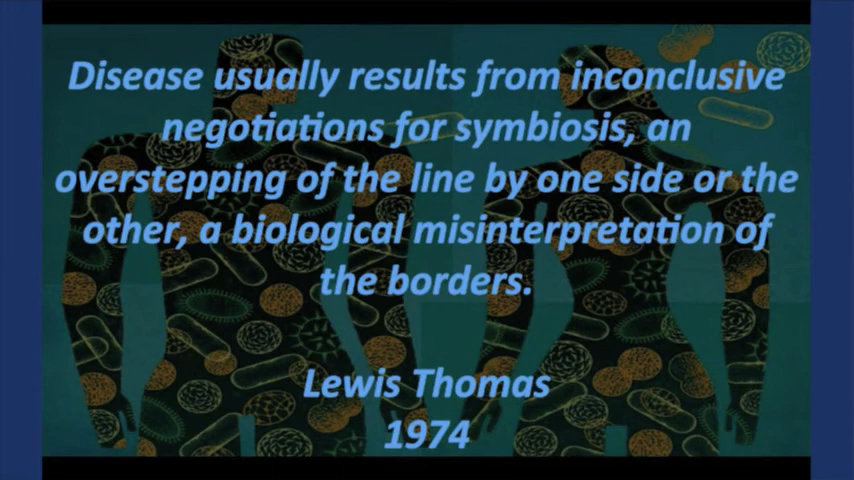 Disease usually results from inconclusive
negotiations for symbiosis, an
overstepping of the line by one side or the
other, a biological misinterpretation of
the borders.
Lewis Thomas
1974